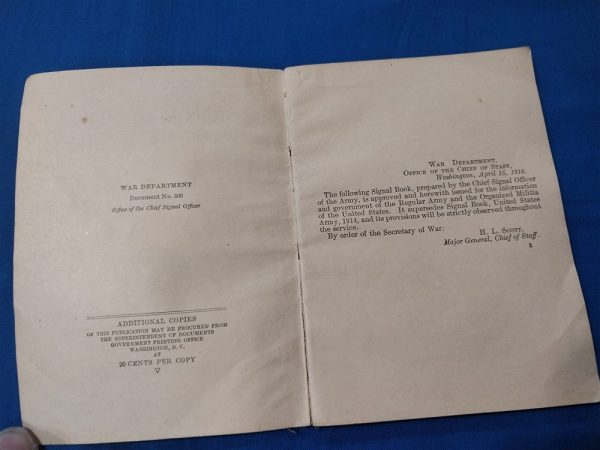 WAR DEPARTMENT
Document No. 500
Office of the Chief Signal Officer
ADDITIONAL COPIES
OF THIS PUBLICATION MAY BE PROCURED FROM
THE SUPERINTENDENT OF DOCUMENTS
GOVERNMENT PRINTING OFFICE
WASHINGTON, D. C.
AT
20 CENTS PER COPY
▽
WAR DEPARTMENT,
OFFICE OF THE CHIEF OF STAFF,
Washington, April 15, 1916.
The following Signal Book, prepared by the Chief Signal Officer
of the Army, is approved and herewith issued for the information
and government of the Regular Army and the Organized Militia
of the United States. It supersedes Signal Book, United States
Army, 1914, and its provisions will be strictly observed throughout
the service.
By order of the Secretary of War:
H. L. SCOTT,
Major General, Chief of Staff.
3